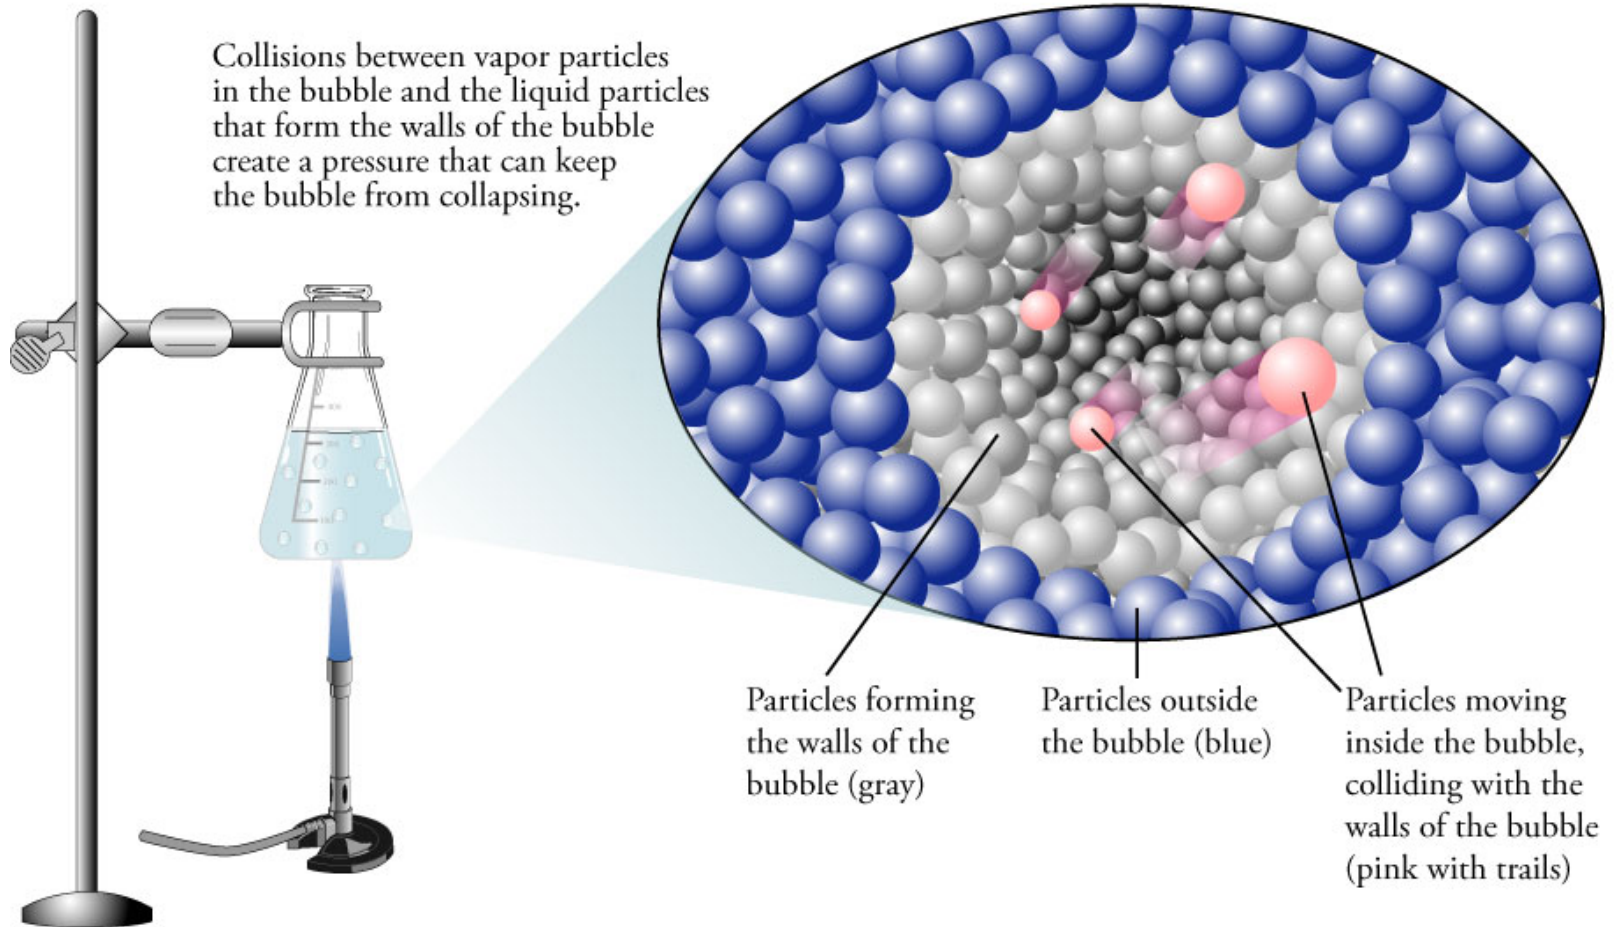 Collisions between vapor particles
in the bubble and the liquid particles
that form the walls of the bubble
create a pressure that can keep
the bubble from collapsing.
Particles forming
the walls of the
bubble (gray)
Particles outside
the bubble (blue)
Particles moving
inside the bubble,
colliding with the
walls of the bubble
(pink with trails)